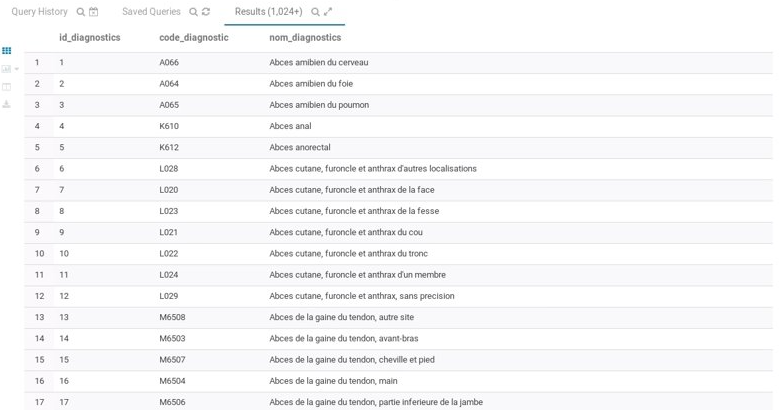 Query History Saved Queries Results (1,024+)
id_diagnostics code_diagnostic nom_diagnostics
1 1 A066 Abces amibien du cerveau
2 2 A064 Abces amibien du foie
3 3 A065 Abces amibien du poumon
4 4 K610 Abces anal
5 5 K612 Abces anorectal
6 6 L028 Abces cutane, furoncle et anthrax d'autres localisations
7 7 L020 Abces cutane, furoncle et anthrax de la face
8 8 L023 Abces cutane, furoncle et anthrax de la fesse
9 9 L021 Abces cutane, furoncle et anthrax du cou
10 10 L022 Abces cutane, furoncle et anthrax du tronc
11 11 L024 Abces cutane, furoncle et anthrax d'un membre
12 12 L029 Abces cutane, furoncle et anthrax, sans precision
13 13 M6508 Abces de la gaine du tendon, autre site
14 14 M6503 Abces de la gaine du tendon, avant-bras
15 15 M6507 Abces de la gaine du tendon, cheville et pied
16 16 M6504 Abces de la gaine du tendon, main
17 17 M6506 Abces de la gaine du tendon, partie inferieure de la jambe